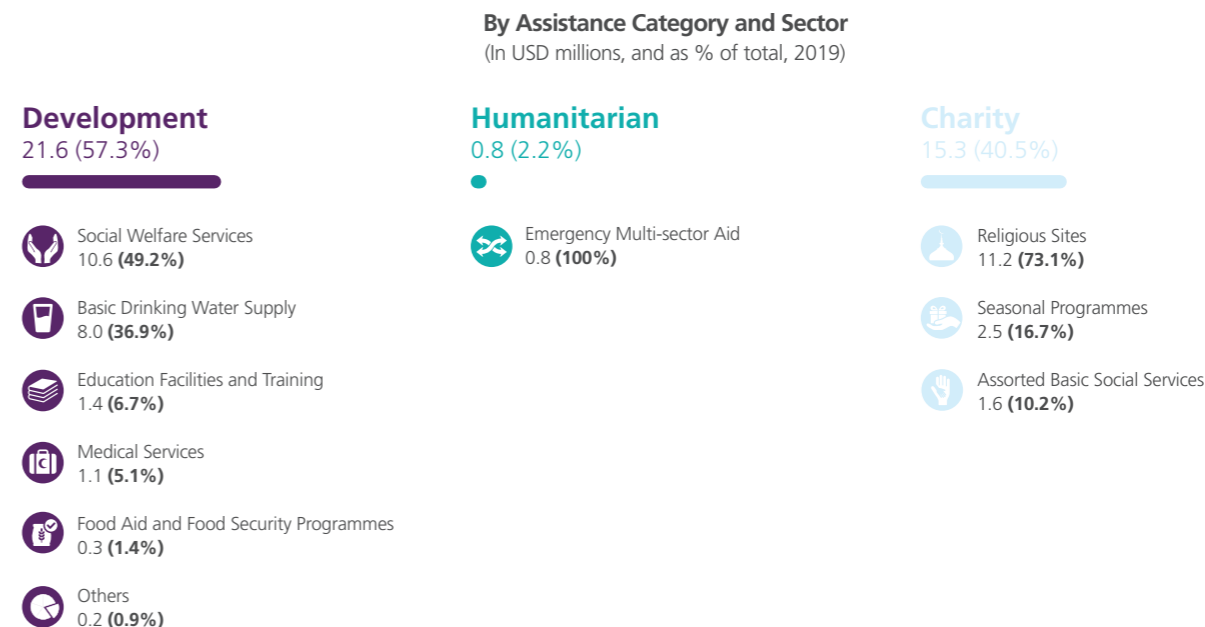 By Assistance Category and Sector
(In USD millions, and as % of total, 2019)
Development
21.6 (57.3%)
Social Welfare Services
10.6 (49.2%)
Basic Drinking Water Supply
8.0 (36.9%)
Education Facilities and Training
1.4 (6.7%)
Medical Services
1.1 (5.1%)
Food Aid and Food Security Programmes
0.3 (1.4%)
Others
0.2 (0.9%)
Humanitarian
0.8 (2.2%)
Emergency Multi-sector Aid
0.8 (100%)
Charity
15.3 (40.5%)
Religious Sites
11.2 (73.1%)
Seasonal Programmes
2.5 (16.7%)
Assorted Basic Social Services
1.6 (10.2%)